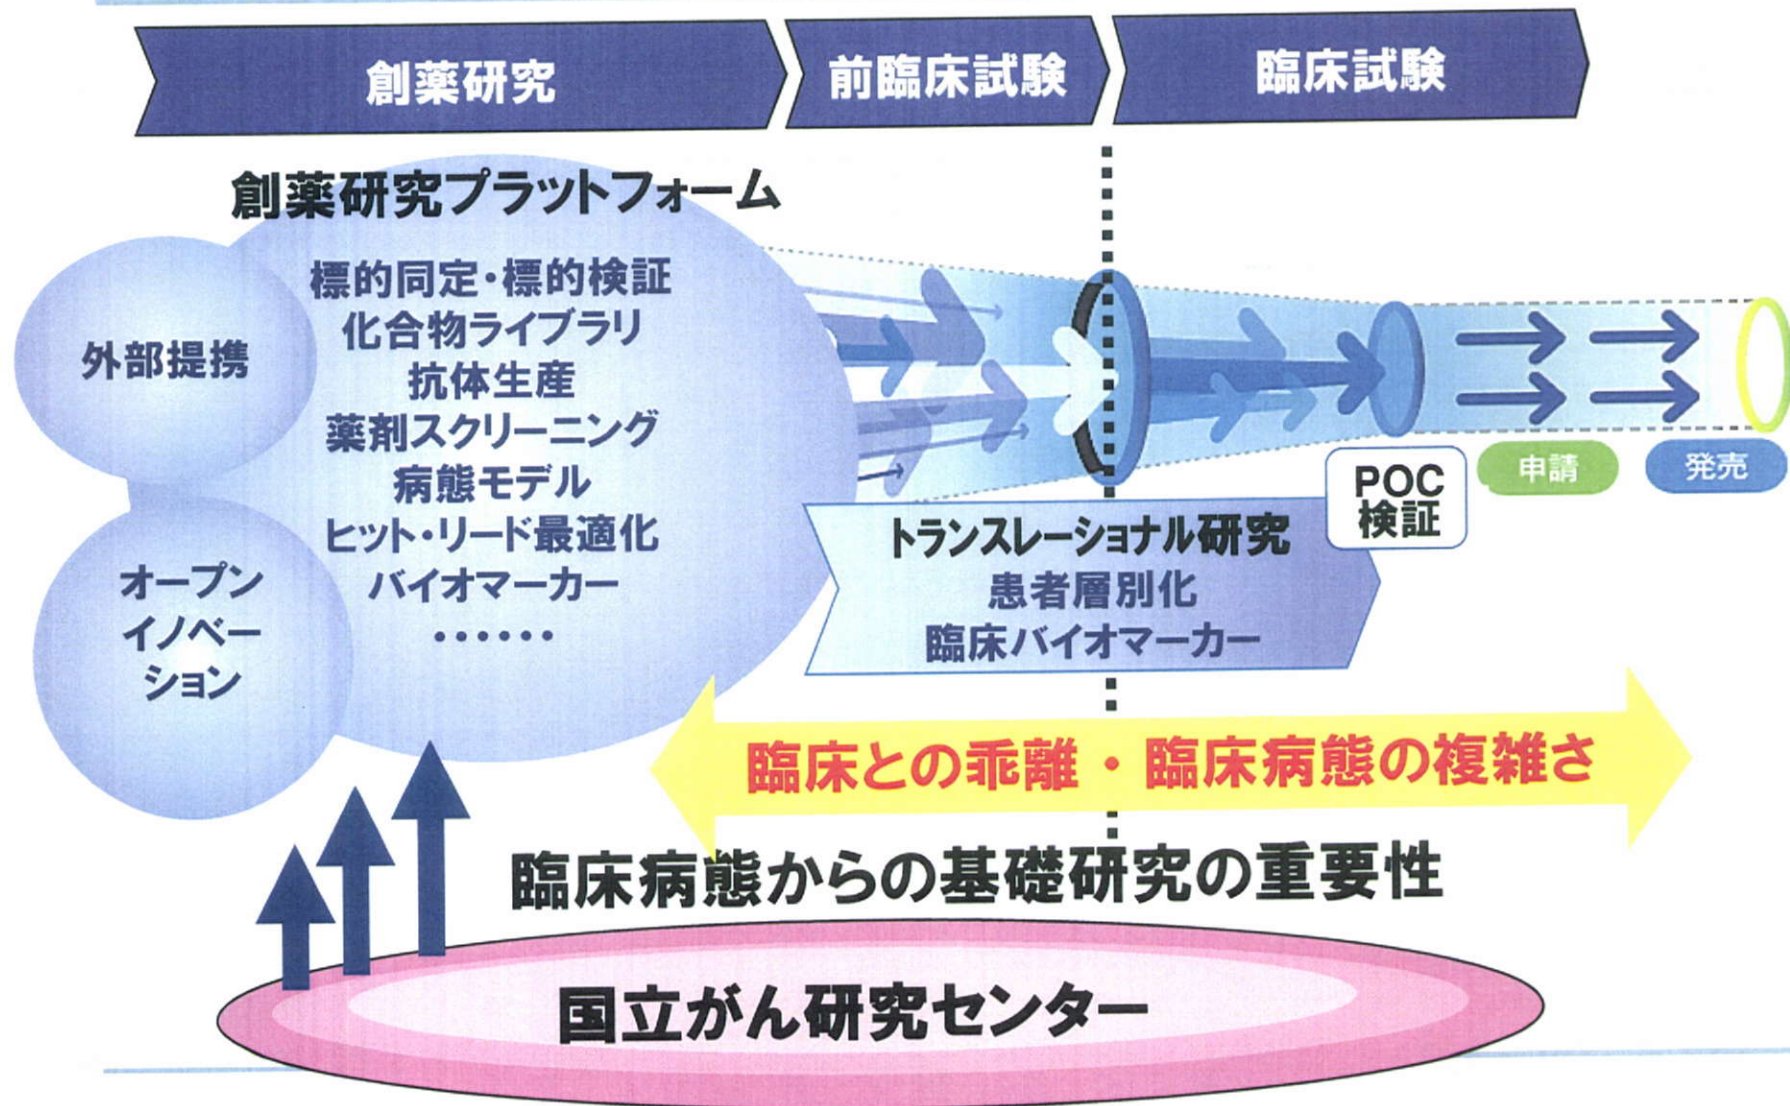 創薬研究
前臨床試験
臨床試験
創薬研究プラットフォーム
標的同定・標的検証
化合物ライブラリ
抗体生産
薬剤スクリーニング
病態モデル
ヒット・リード最適化
バイオマーカー
・・・・・・
外部提携
オープン
イノベー
ション
POC
検証
申請
発売
トランスレーショナル研究
患者層別化
臨床バイオマーカー
臨床との乖離・臨床病態の複雑さ
臨床病態からの基礎研究の重要性
国立がん研究センター